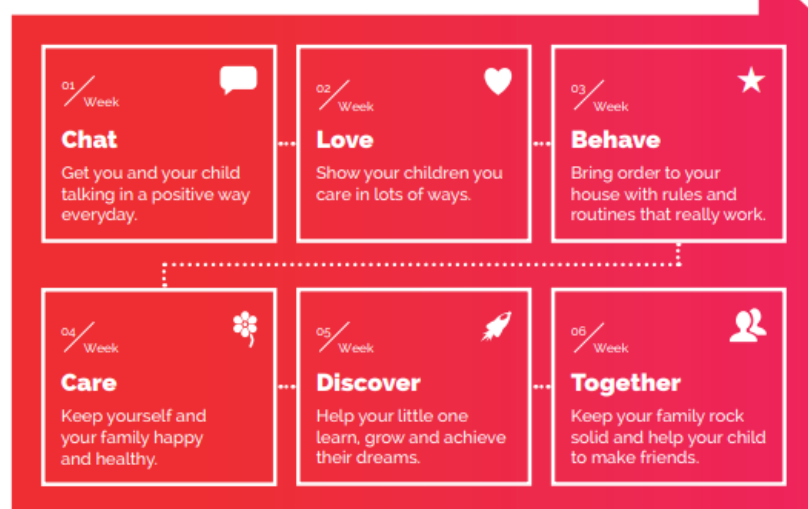 01/Week
Chat
Get you and your child
talking in a positive way
everyday.
02/Week
Love
Show your children you
care in lots of ways.
03/Week
Behave
Bring order to your
house with rules and
routines that really work.
04/Week
Care
Keep yourself and
your family happy
and healthy.
05/Week
Discover
Help your little one
learn, grow and achieve
their dreams.
06/Week
Together
Keep your family rock
solid and help your child
to make friends.